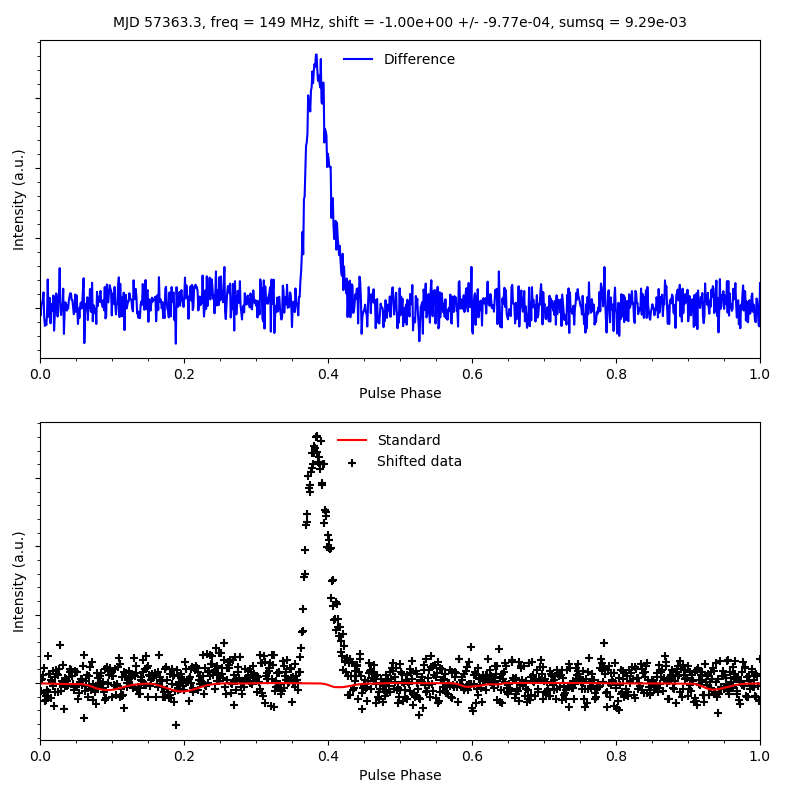 MJD 57363.3, freq = 149 MHz, shift = -1.00e+00 +/- -9.77e-04, sumsq = 9.29e-03
Difference
Intensity (a.u.)
0.0 0.2 0.4 0.6 0.8 1.0
Pulse Phase
Standard
Shifted data
Intensity (a.u.)
0.0 0.2 0.4 0.6 0.8 1.0
Pulse Phase